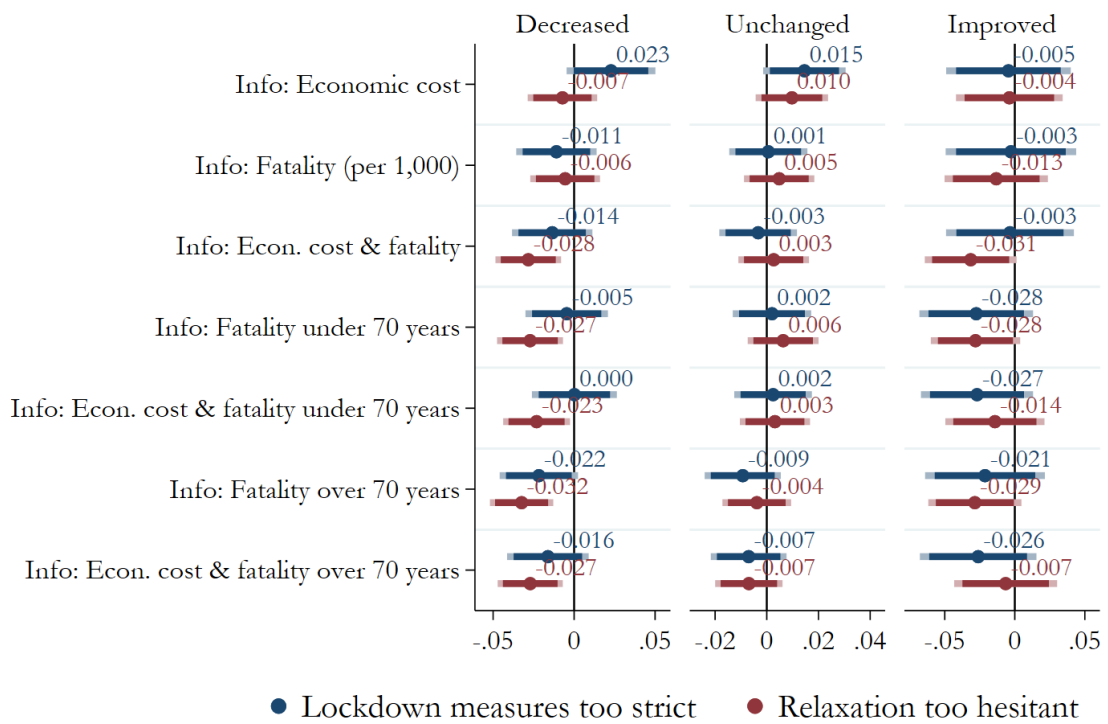 Decreased Unchanged Improved
0.023 0.015 -0.005
Info: Economic cost -0.007 0.010 -0.004
-0.011 0.001 -0.003
Info: Fatality (per 1,000) -0.006 0.005 -0.013
-0.014 -0.003 -0.003
Info: Econ. cost & fatality -0.028 0.003 -0.031
-0.005 0.002 -0.028
Info: Fatality under 70 years -0.027 0.006 -0.028
0.000 0.002 -0.027
Info: Econ. cost & fatality under 70 years -0.023 0.003 -0.014
-0.022 -0.009 -0.021
Info: Fatality over 70 years -0.032 -0.004 -0.029
-0.016 -0.007 -0.026
Info: Econ. cost & fatality over 70 years -0.027 -0.007 -0.007
-.05 0 .05 -.02 0 .02 .04 -.05 0 .05
Lockdown measures too strict Relaxation too hesitant